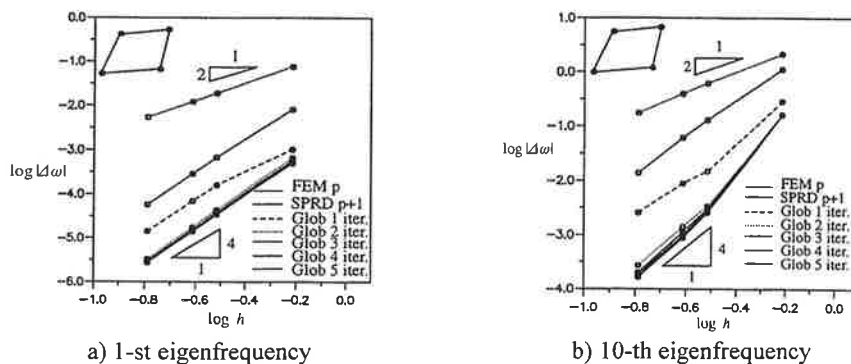 0.0
-1.0
-2.0
log |Δω|
-3.0
-4.0
-5.0
-6.0
1
2
FEM p
SPRD p+1
Glob 1 iter.
Glob 2 iter.
Glob 3 iter.
Glob 4 iter.
Glob 5 iter.
4
1
-1.0 -0.8 -0.6 -0.4 -0.2 0.0
log h
a) 1-st eigenfrequency
1.0
0.0
-1.0
log |Δω|
-2.0
-3.0
-4.0
1
2
FEM p
SPRD p+1
Glob 1 iter.
Glob 2 iter.
Glob 3 iter.
Glob 4 iter.
Glob 5 iter.
4
1
-1.0 -0.8 -0.6 -0.4 -0.2 0.0
log h
b) 10-th eigenfrequency